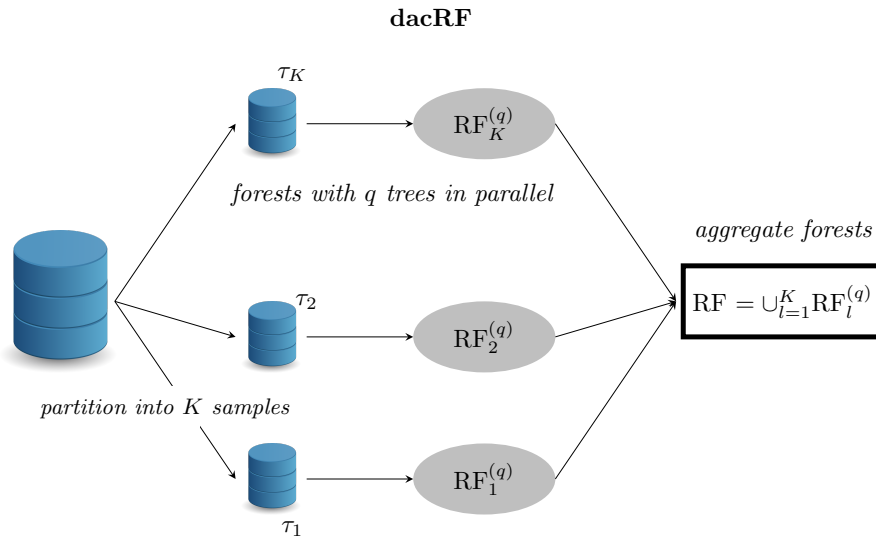 dacRF
τ_K
RF_K^{(q)}
forests with q trees in parallel
aggregate forests
τ_2
RF = ∪_{l=1}^{K}RF_l^{(q)}
RF_2^{(q)}
partition into K samples
RF_1^{(q)}
τ_1